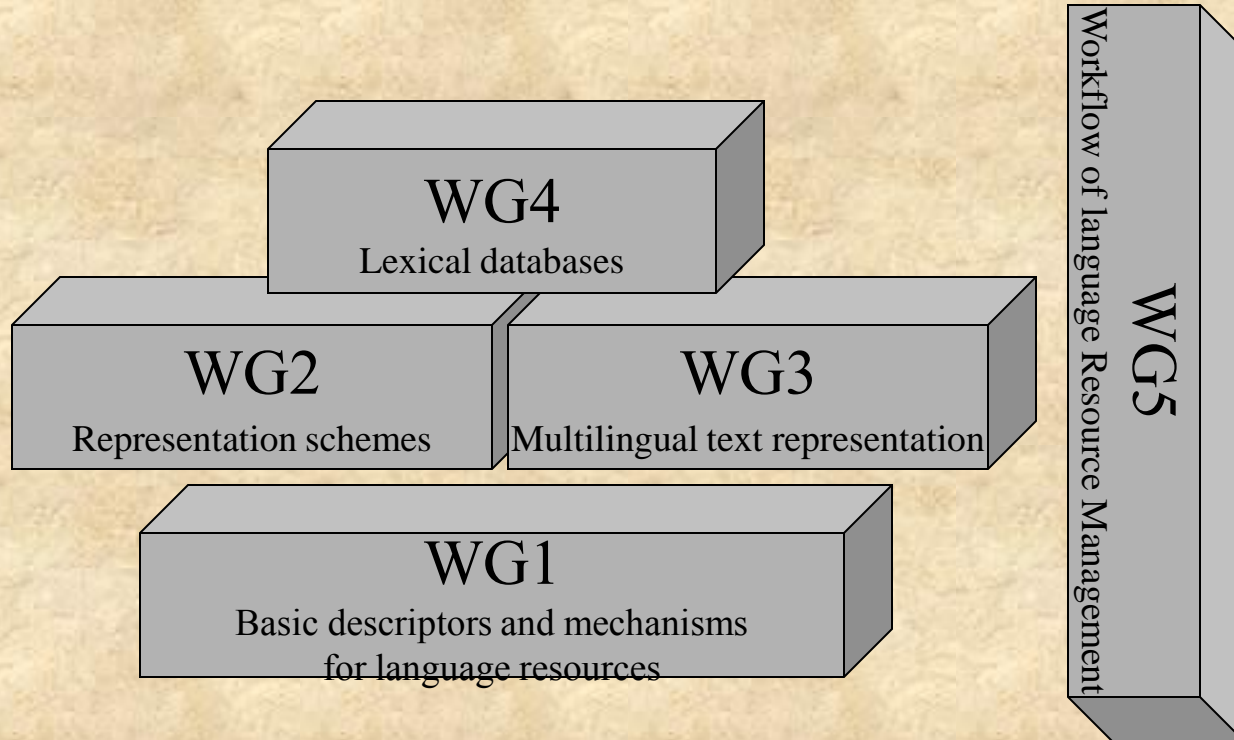 WG4
Lexical databases
WG2
Representation schemes
WG3
Multilingual text representation
WG1
Basic descriptors and mechanisms
for language resources
WG5
Workflow of language Resource Management